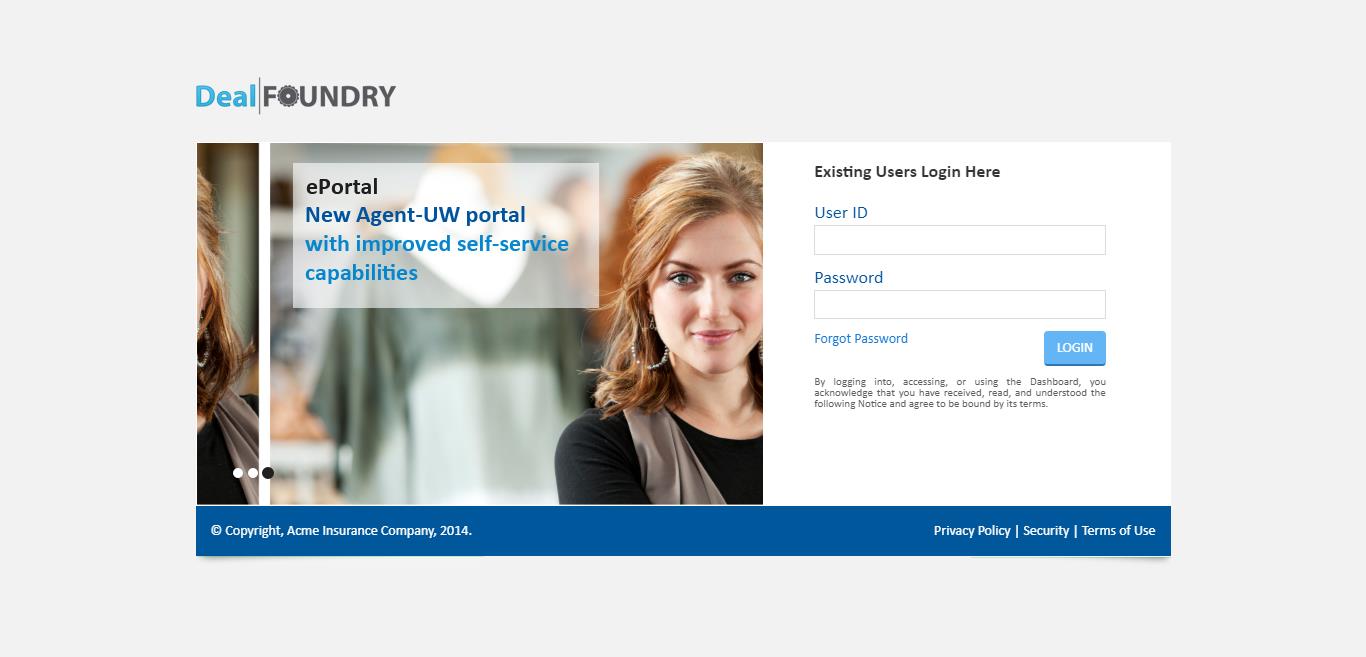 Deal|FOUNDRY
ePortal
New Agent-UW portal
with improved self-service
capabilities
Existing Users Login Here
User ID
Password
Forgot Password
LOGIN
By logging into, accessing, or using the Dashboard, you
acknowledge that you have received, read, and understood the
following Notice and agree to be bound by its terms.
© Copyright, Acme Insurance Company, 2014.
Privacy Policy | Security | Terms of Use